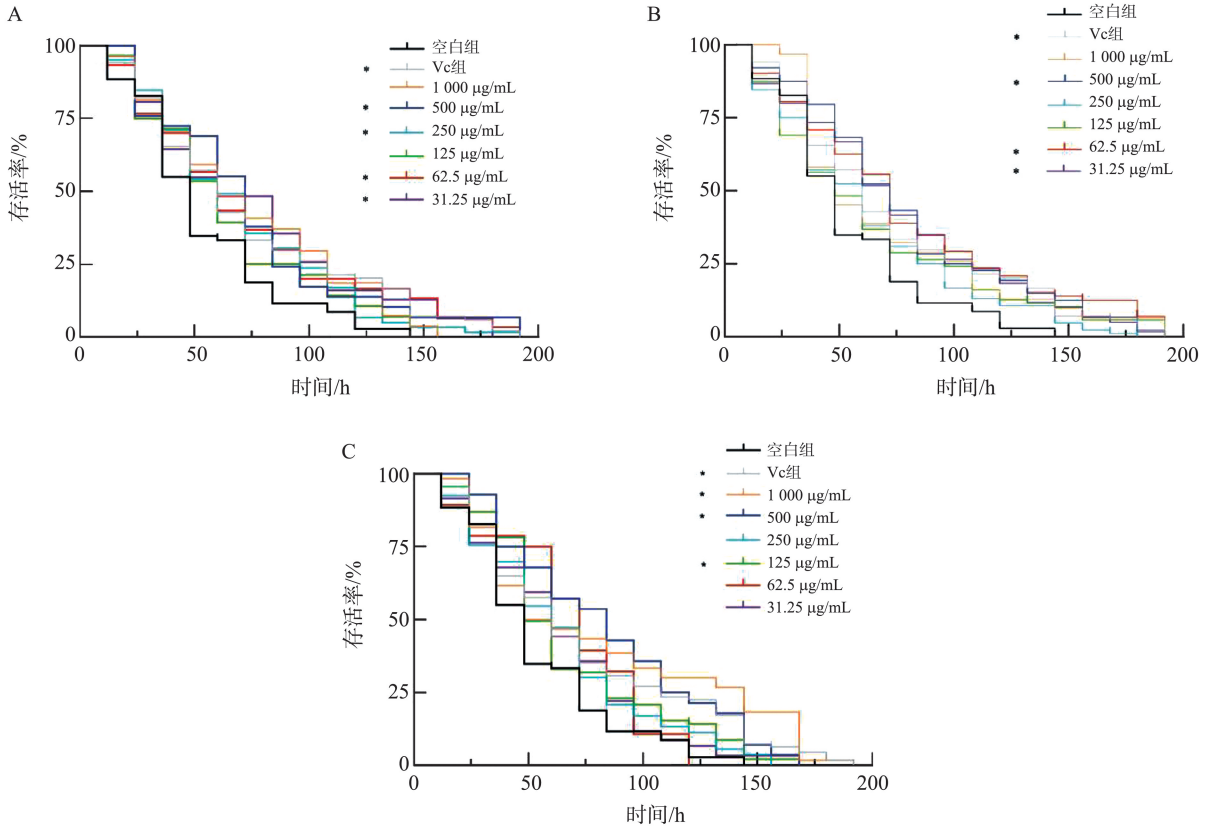 A
100
75
50
25
0
0
50
100
150
200
存活率/%
时间/h
空白组
* Vc组
1 000 μg/mL
* 500 μg/mL
* 250 μg/mL
125 μg/mL
* 62.5 μg/mL
* 31.25 μg/mL
B
100
75
50
25
0
0
50
100
150
200
存活率/%
时间/h
空白组
* Vc组
1 000 μg/mL
* 500 μg/mL
250 μg/mL
125 μg/mL
* 62.5 μg/mL
* 31.25 μg/mL
C
100
75
50
25
0
0
50
100
150
200
存活率/%
时间/h
空白组
* Vc组
* 1 000 μg/mL
* 500 μg/mL
250 μg/mL
* 125 μg/mL
62.5 μg/mL
31.25 μg/mL